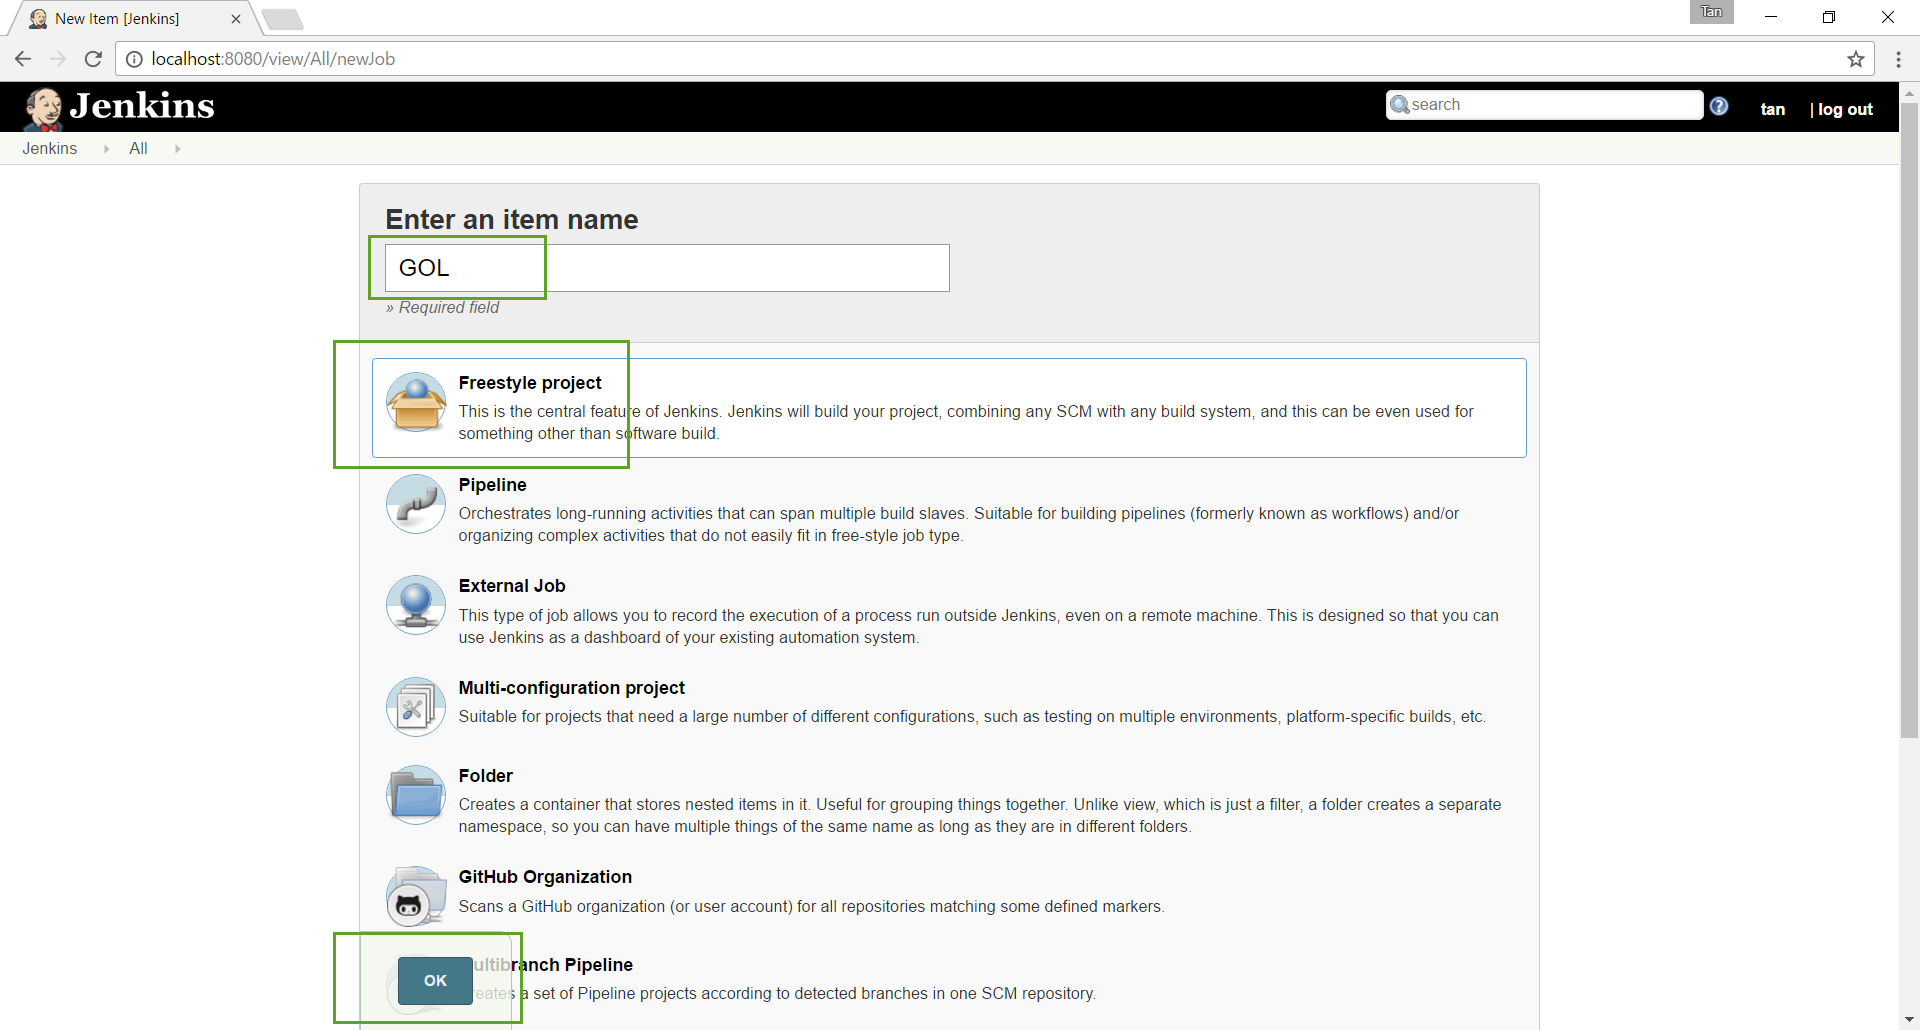 New Item [Jenkins]
Tan
localhost:8080/view/All/newJob
Jenkins
search
tan
| log out
Jenkins
All
Enter an item name
GOL
» Required field
Freestyle project
This is the central feature of Jenkins. Jenkins will build your project, combining any SCM with any build system, and this can be even used for
something other than software build.
Pipeline
Orchestrates long-running activities that can span multiple build slaves. Suitable for building pipelines (formerly known as workflows) and/or
organizing complex activities that do not easily fit in free-style job type.
External Job
This type of job allows you to record the execution of a process run outside Jenkins, even on a remote machine. This is designed so that you can
use Jenkins as a dashboard of your existing automation system.
Multi-configuration project
Suitable for projects that need a large number of different configurations, such as testing on multiple environments, platform-specific builds, etc.
Folder
Creates a container that stores nested items in it. Useful for grouping things together. Unlike view, which is just a filter, a folder creates a separate
namespace, so you can have multiple things of the same name as long as they are in different folders.
GitHub Organization
Scans a GitHub organization (or user account) for all repositories matching some defined markers.
Multibranch Pipeline
OK
Creates a set of Pipeline projects according to detected branches in one SCM repository.